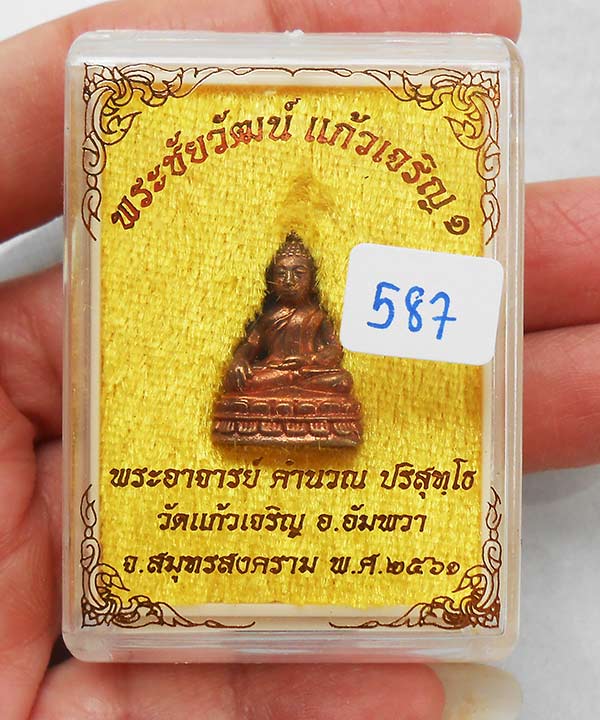 พระชัยวัฒน์ แก้วเจริญ ๑
587
พระอาจารย์ คำนวณ ปริสุทฺโธ
วัดแก้วเจริญ อ.อัมพวา
จ.สมุทรสงคราม พ.ศ.๒๕๖๑